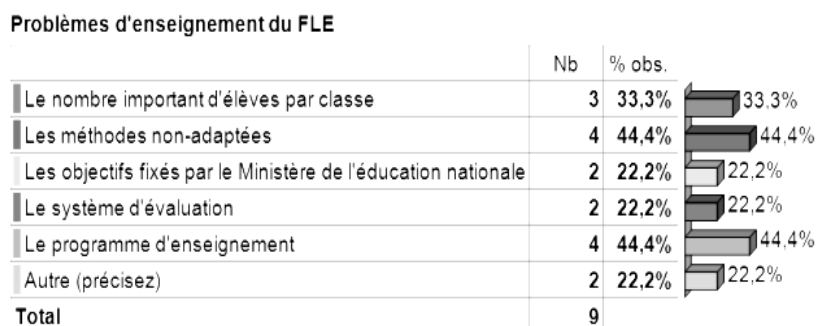 Problèmes d'enseignement du FLE
Nb % obs.
Le nombre important d'élèves par classe 3 33,3% 33,3%
Les méthodes non-adaptées 4 44,4% 44,4%
Les objectifs fixés par le Ministère de l'éducation nationale 2 22,2% 22,2%
Le système d'évaluation 2 22,2% 22,2%
Le programme d'enseignement 4 44,4% 44,4%
Autre (précisez) 2 22,2% 22,2%
Total 9